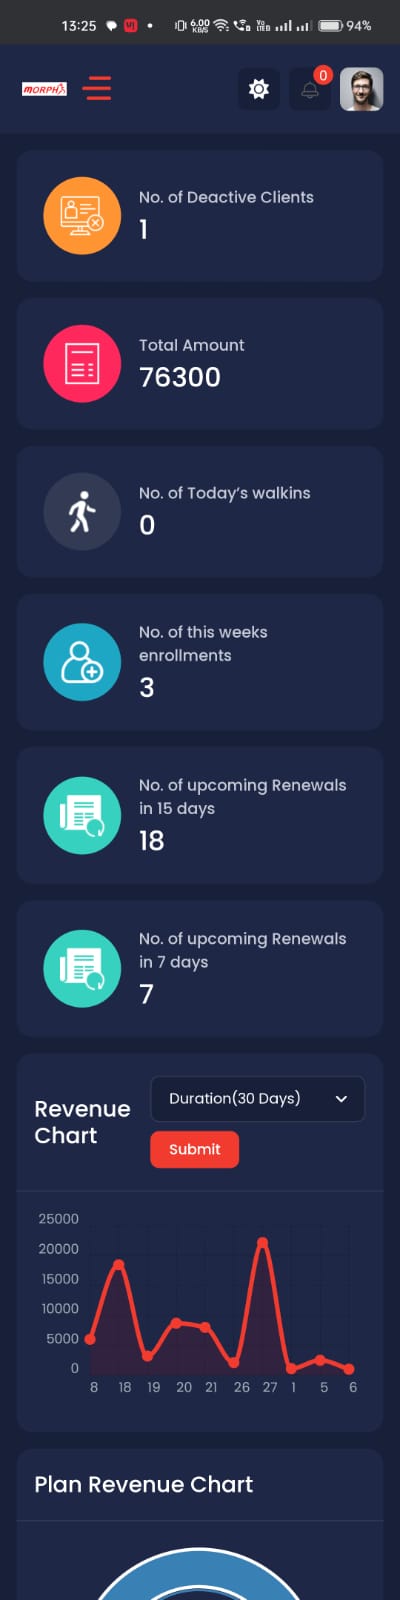 13:25
6.00
KB/S
94%
MORPH
0
No. of Deactive Clients
1
Total Amount
76300
No. of Today's walkins
0
No. of this weeks
enrollments
3
No. of upcoming Renewals
in 15 days
18
No. of upcoming Renewals
in 7 days
7
Revenue
Chart
Duration(30 Days)
Submit
25000
20000
15000
10000
5000
0
8 18 19 20 21 26 27 1 5 6
Plan Revenue Chart